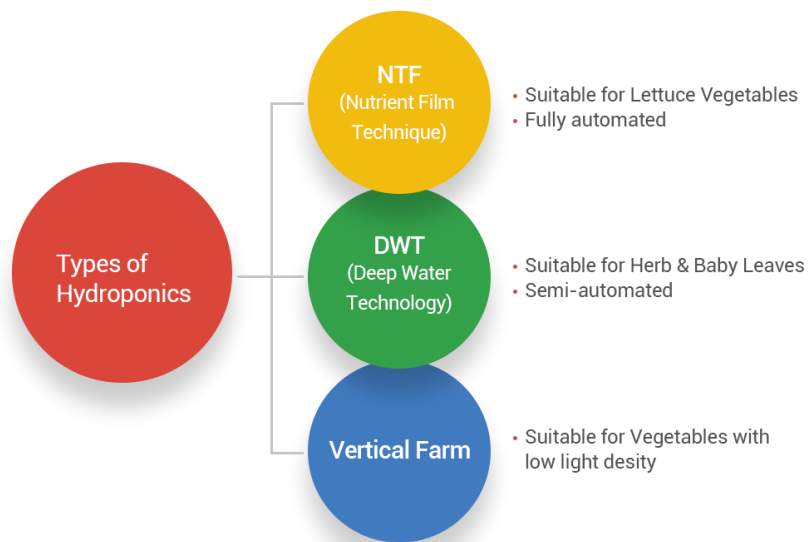 Types of
Hydroponics
NTF
(Nutrient Film
Technique)
• Suitable for Lettuce Vegetables
• Fully automated
DWT
(Deep Water
Technology)
• Suitable for Herb & Baby Leaves
• Semi-automated
Vertical Farm
• Suitable for Vegetables with
low light desity